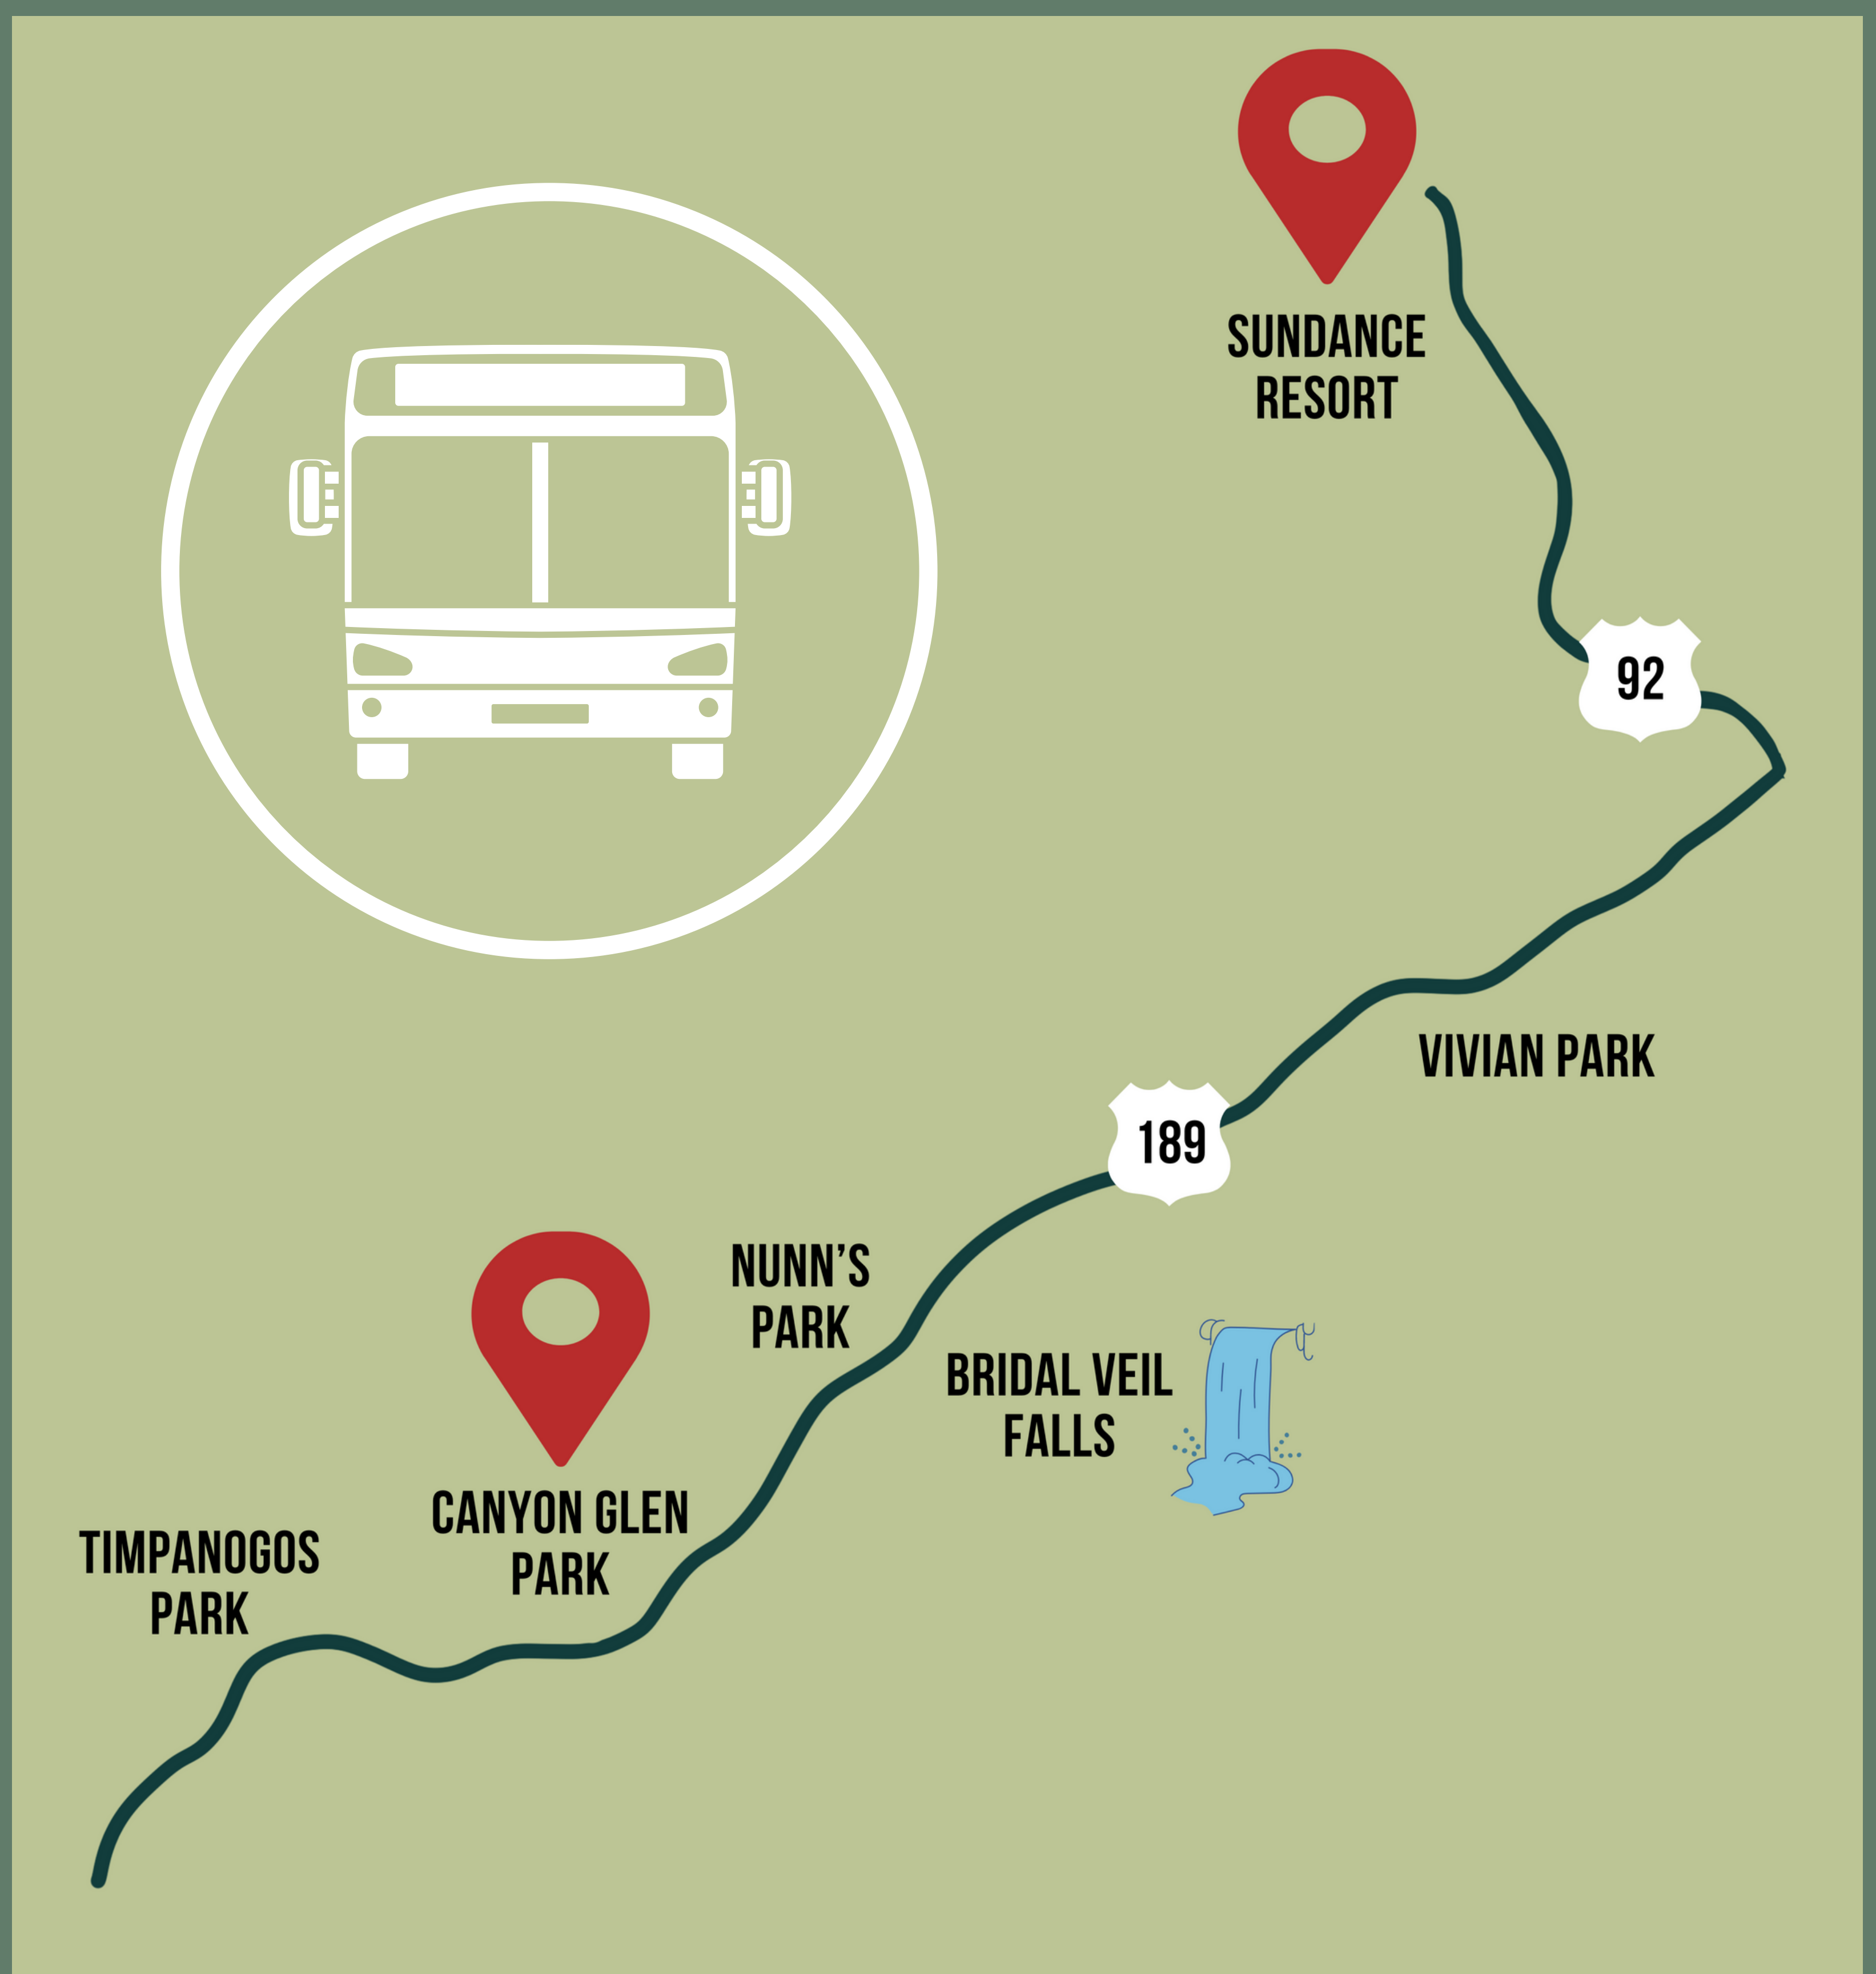 SUNDANCE
RESORT
92
VIVIAN PARK
189
NUNN'S
PARK
BRIDAL VEIL
FALLS
CANYON GLEN
PARK
TIMPANOGOS
PARK